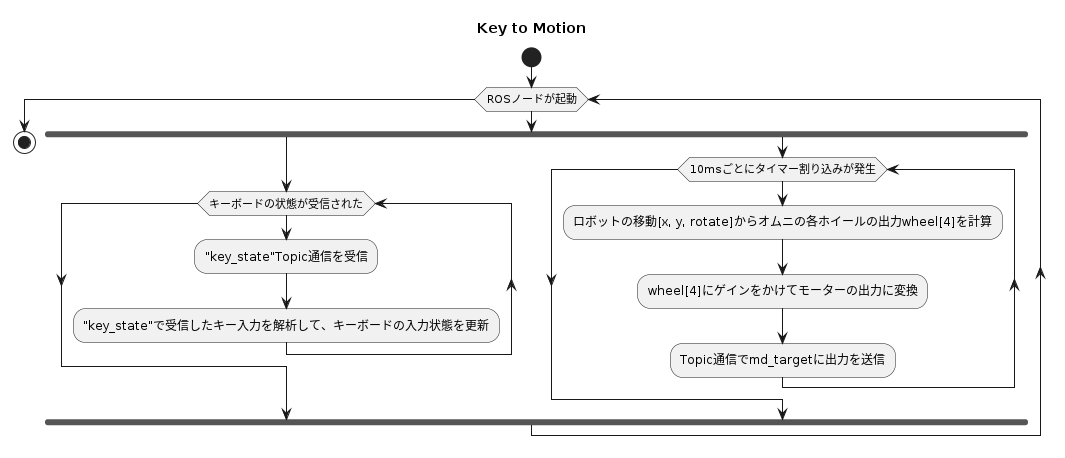 Key to Motion
ROSノードが起動
キーボードの状態が受信された
"key_state"Topic通信を受信
"key_state"で受信したキー入力を解析して、キーボードの入力状態を更新
10msごとにタイマー割り込みが発生
ロボットの移動[x, y, rotate]からオムニの各ホイールの出力wheel[4]を計算
wheel[4]にゲインをかけてモーターの出力に変換
Topic通信でmd_targetに出力を送信